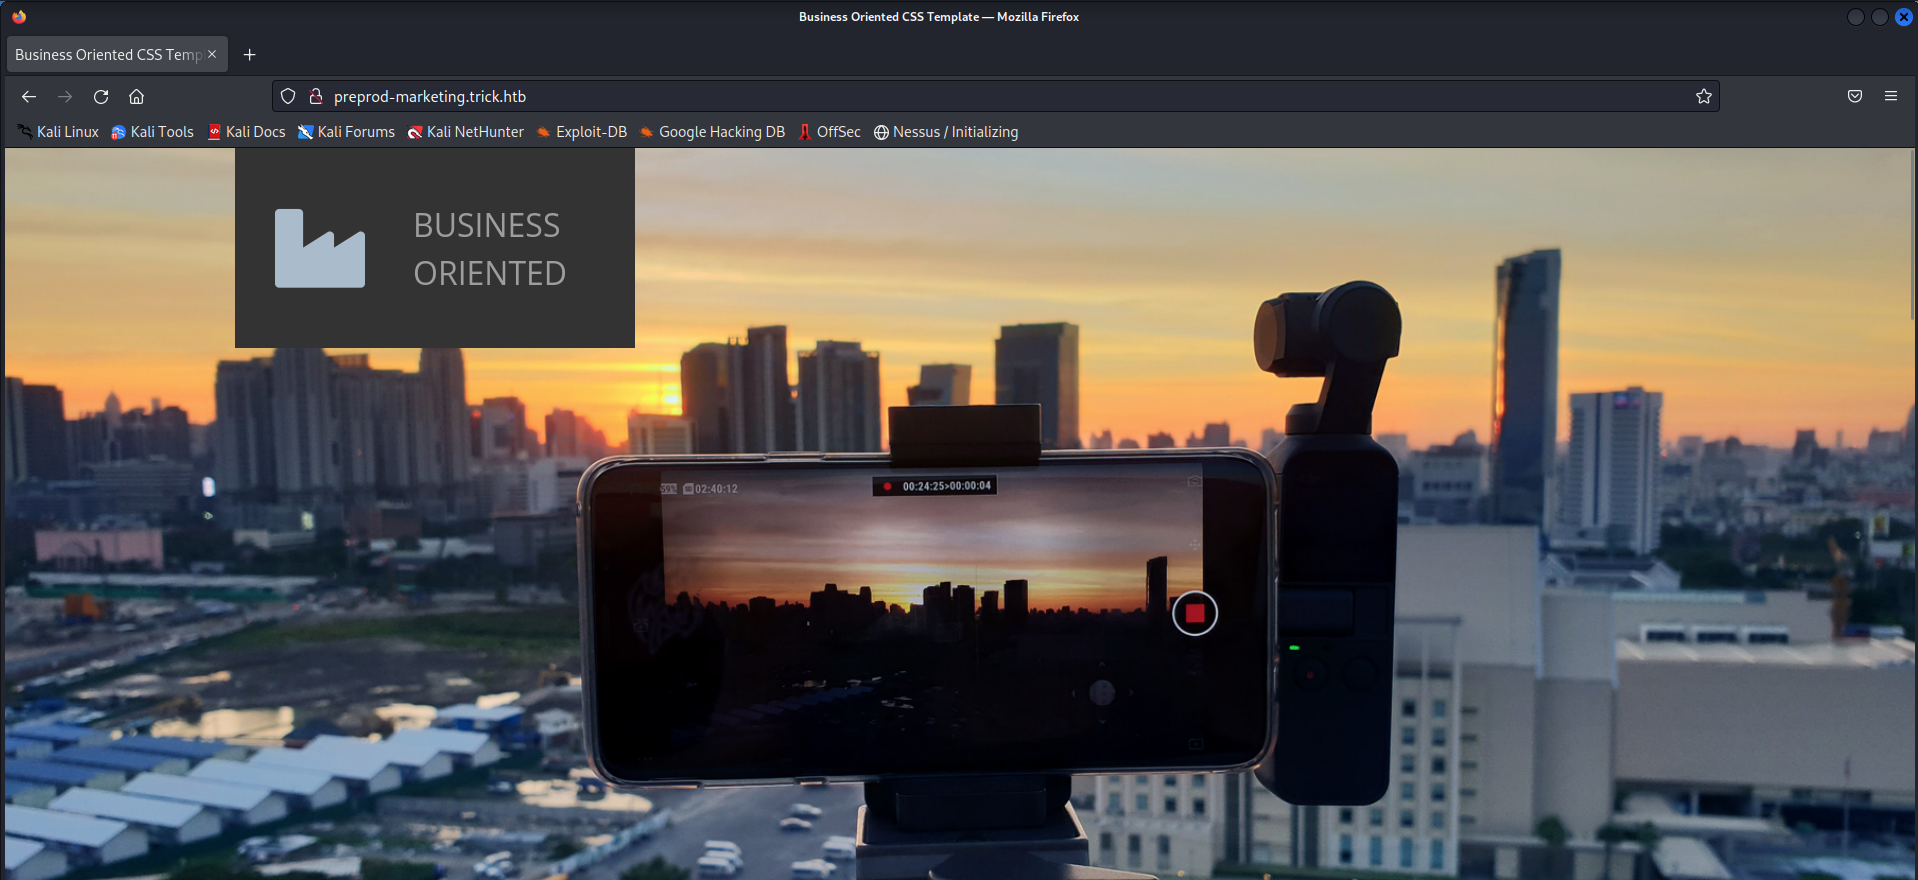 Business Oriented CSS Template — Mozilla Firefox
Business Oriented CSS Temp
preprod-marketing.trick.htb
Kali Linux Kali Tools Kali Docs Kali Forums Kali NetHunter Exploit-DB Google Hacking DB OffSec Nessus / Initializing
BUSINESS
ORIENTED
59% 02:40:12 00:24:25>00:00:04